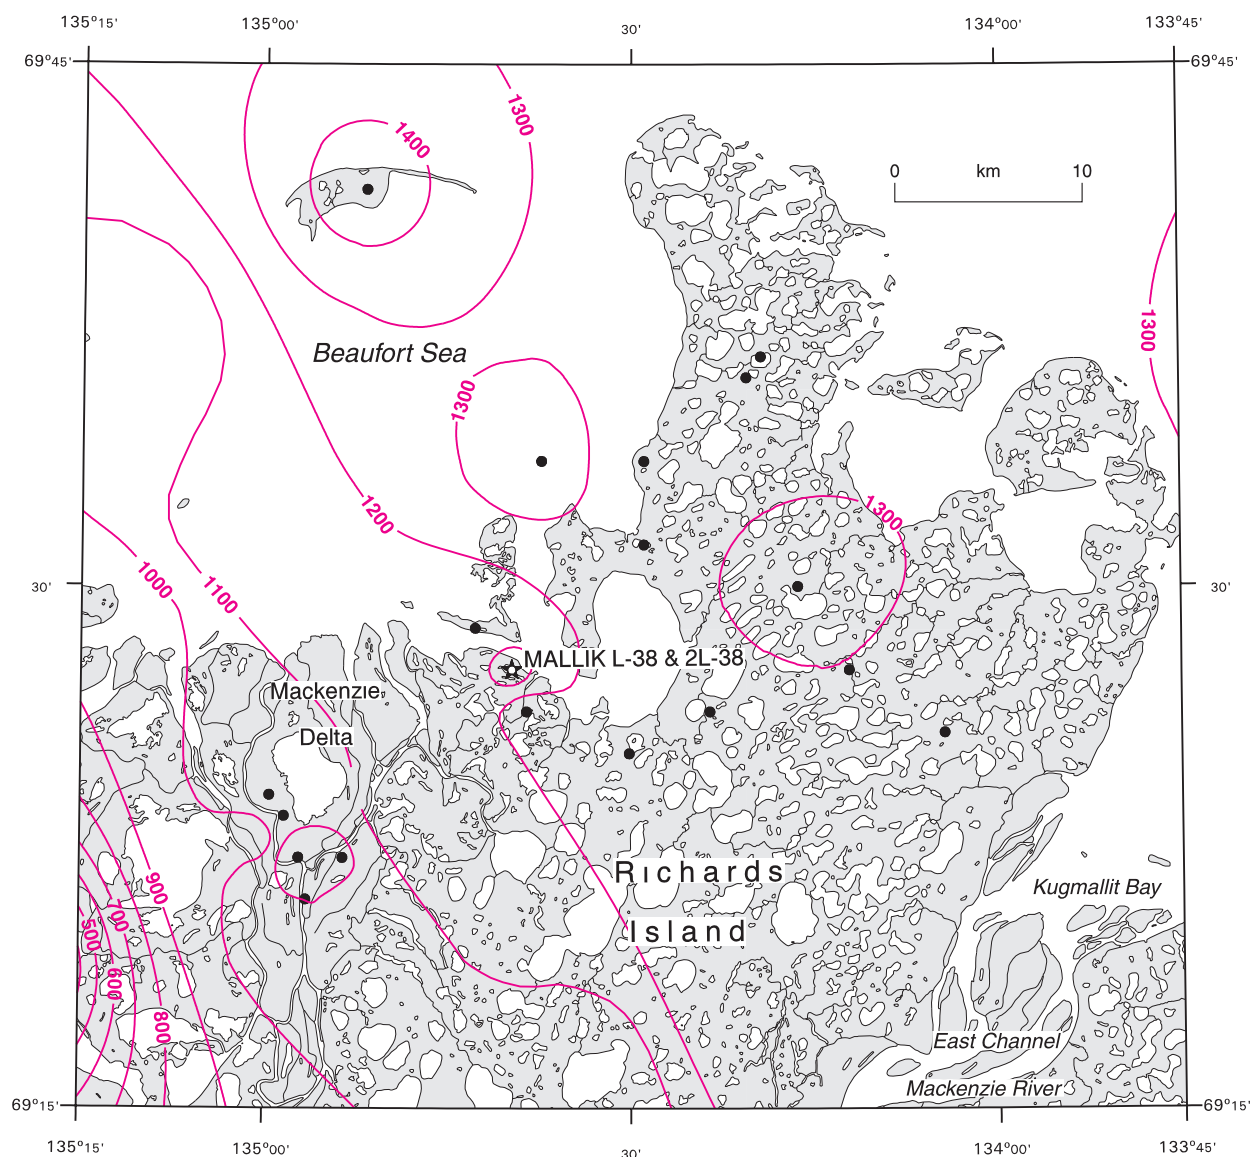 135°15' 135°00' 30' 134°00' 133°45'
69°45' 69°45'
1300
1400
0 km 10
1300
Beaufort Sea
1300
1200
1300
1000
1100
30' 30'
MALLIK L-38 & 2L-38
Mackenzie
Delta
900
700
500
600
800
Richards
Island
Kugmallit Bay
East Channel
Mackenzie River
69°15' 69°15'
135°15' 135°00' 30' 134°00' 133°45'